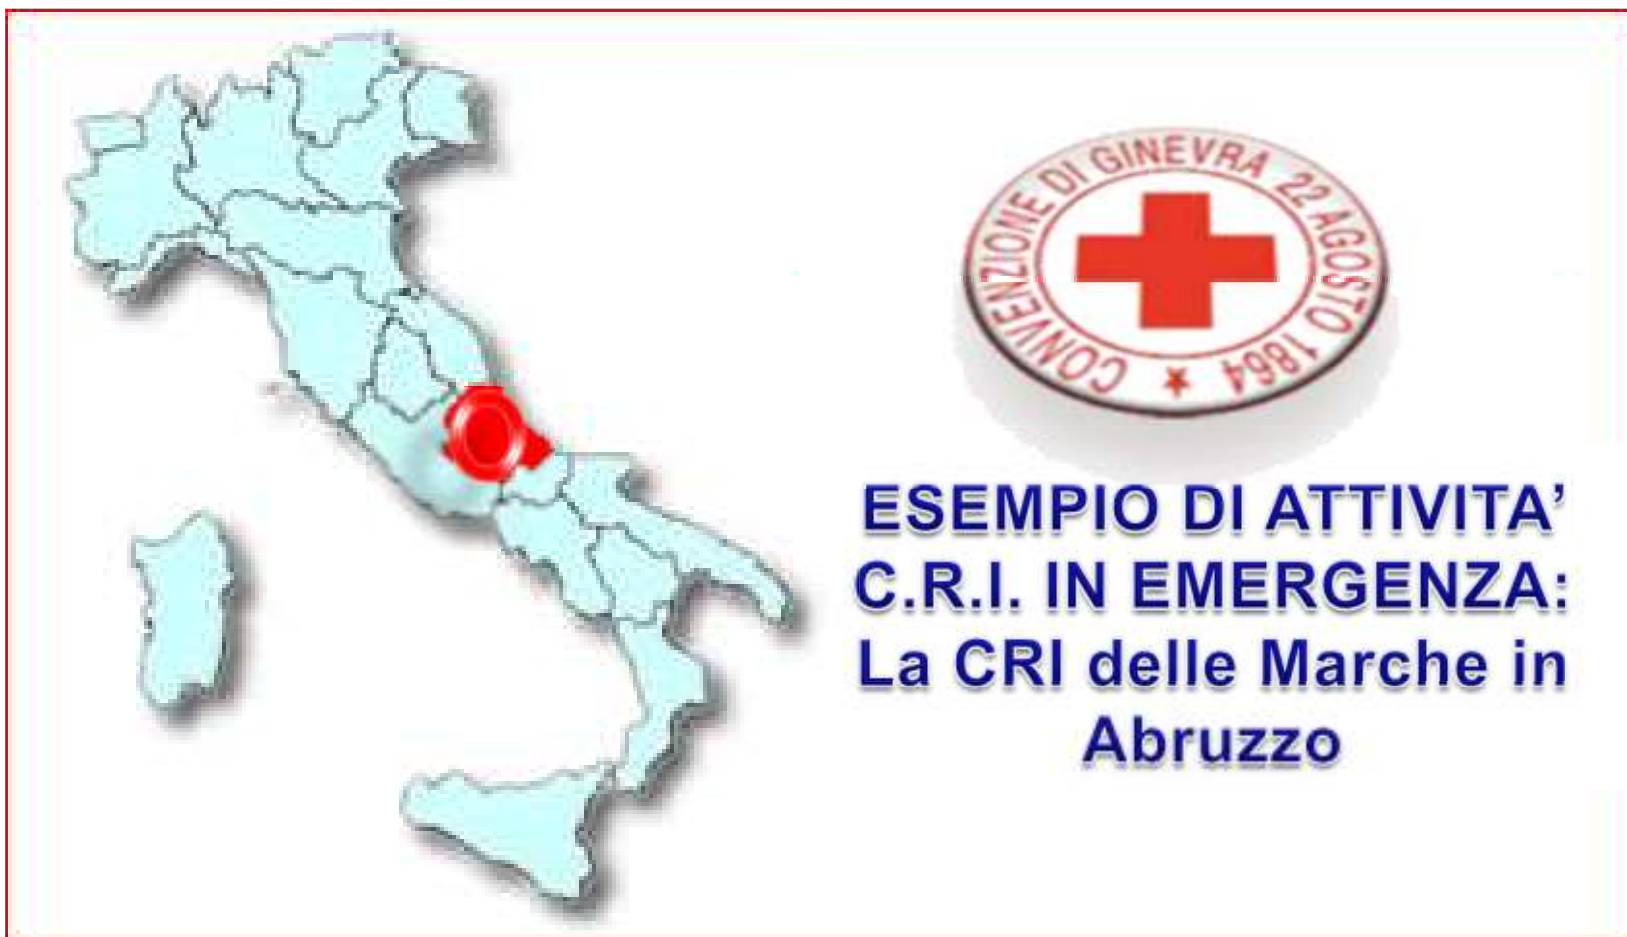 CONVENZIONE DI GINEVRA 22 AGOSTO 1864
ESEMPIO DI ATTIVITA’
C.R.I. IN EMERGENZA:
La CRI delle Marche in
Abruzzo